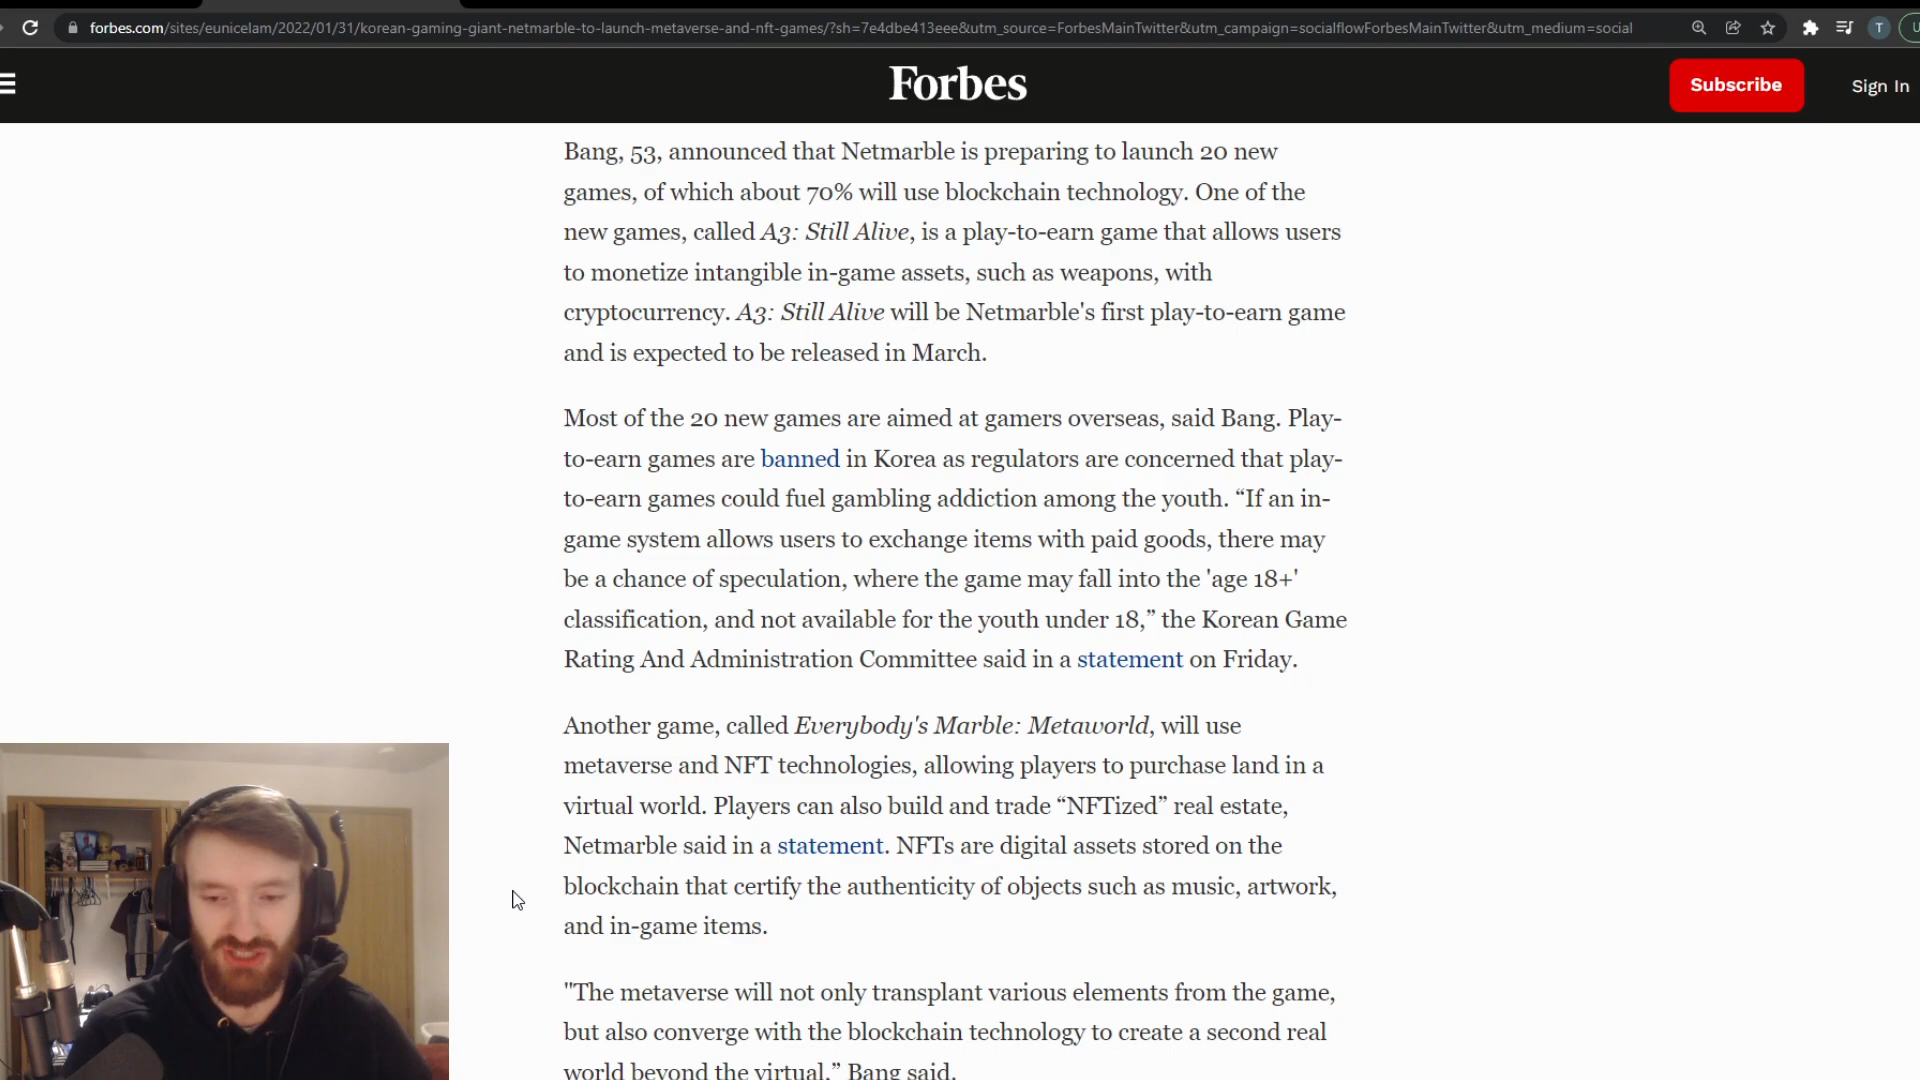 forbes.com/sites/eunicelam/2022/01/31/korean-gaming-giant-netmarble-to-launch-metaverse-and-nft-games/?sh=7e4dbe413eee&utm_source=ForbesMainTwitter&utm_campaign=socialflowForbesMainTwitter&utm_medium=social
T
U
Forbes
Subscribe
Sign In
Bang, 53, announced that Netmarble is preparing to launch 20 new
games, of which about 70% will use blockchain technology. One of the
new games, called A3: Still Alive, is a play-to-earn game that allows users
to monetize intangible in-game assets, such as weapons, with
cryptocurrency. A3: Still Alive will be Netmarble's first play-to-earn game
and is expected to be released in March.
Most of the 20 new games are aimed at gamers overseas, said Bang. Play-
to-earn games are banned in Korea as regulators are concerned that play-
to-earn games could fuel gambling addiction among the youth. “If an in-
game system allows users to exchange items with paid goods, there may
be a chance of speculation, where the game may fall into the 'age 18+'
classification, and not available for the youth under 18,” the Korean Game
Rating And Administration Committee said in a statement on Friday.
Another game, called Everybody's Marble: Metaworld, will use
metaverse and NFT technologies, allowing players to purchase land in a
virtual world. Players can also build and trade “NFTized” real estate,
Netmarble said in a statement. NFTs are digital assets stored on the
blockchain that certify the authenticity of objects such as music, artwork,
and in-game items.
"The metaverse will not only transplant various elements from the game,
but also converge with the blockchain technology to create a second real
world beyond the virtual,” Bang said.